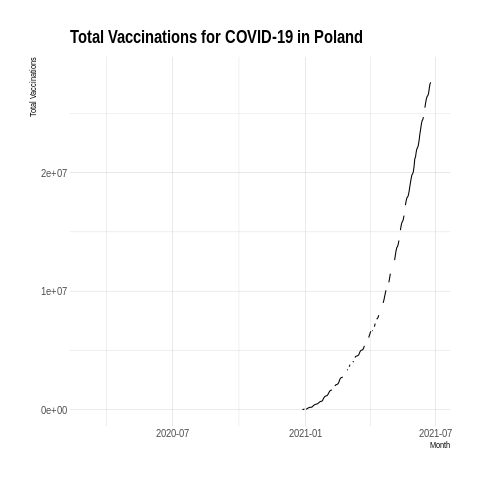 Total Vaccinations for COVID-19 in Poland
Total Vaccinations
2e+07
1e+07
0e+00
2020-07
2021-01
2021-07
Month